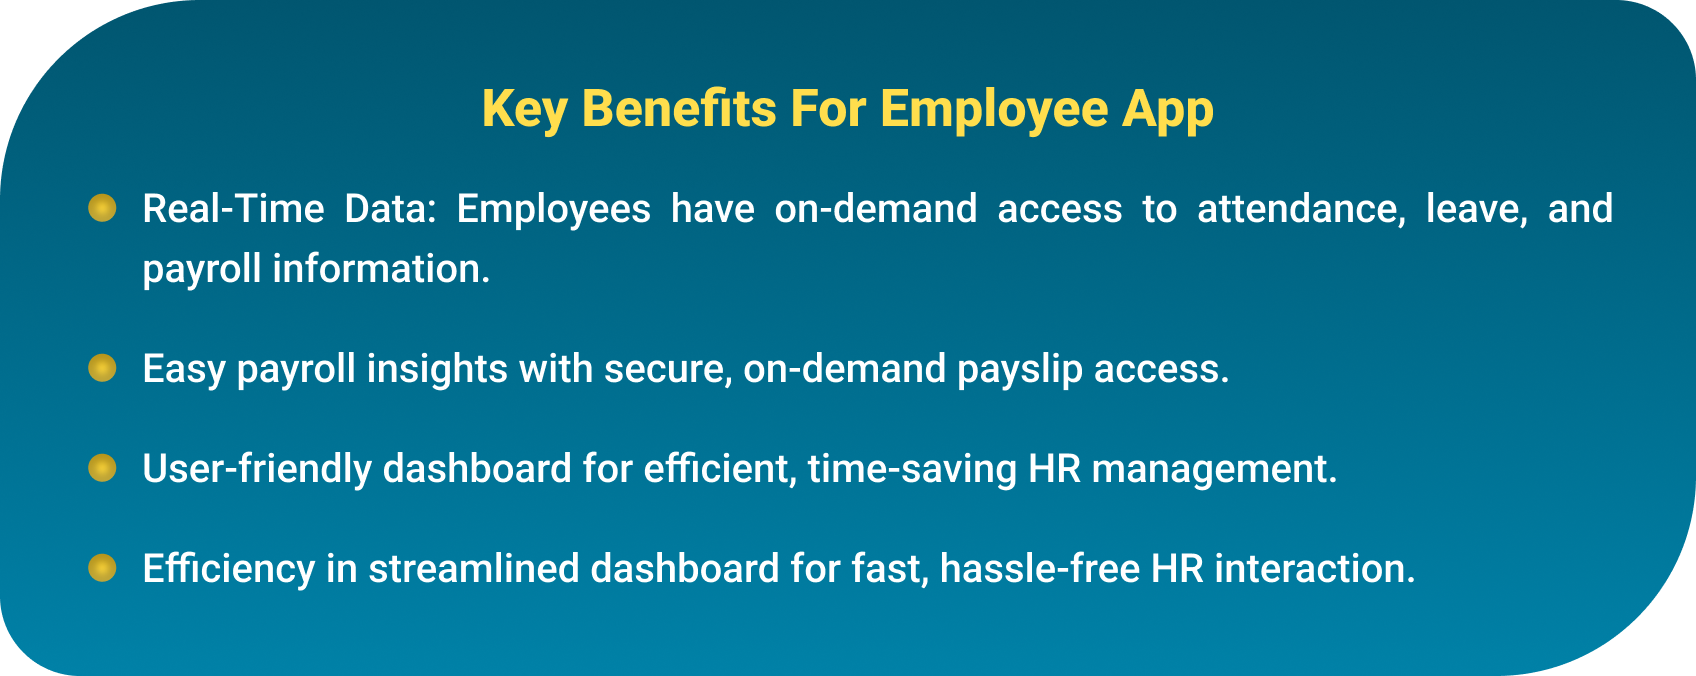 Key Benefits For Employee App
Real-Time Data: Employees have on-demand access to attendance, leave, and
payroll information.
Easy payroll insights with secure, on-demand payslip access.
User-friendly dashboard for efficient, time-saving HR management.
Efficiency in streamlined dashboard for fast, hassle-free HR interaction.